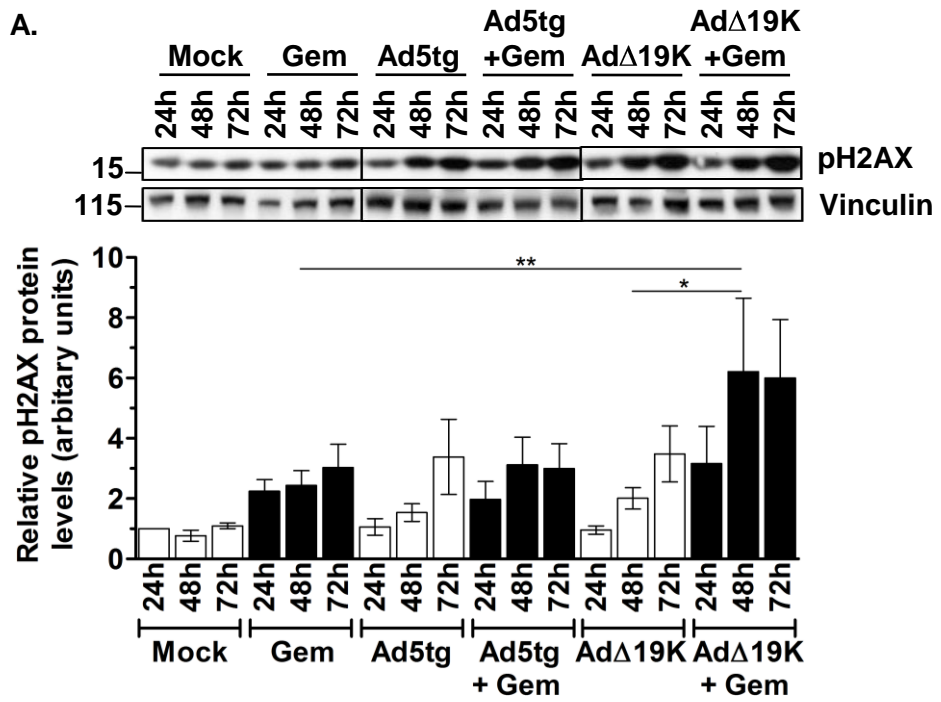 A.
Mock Gem Ad5tg Ad5tg +Gem AdΔ19K AdΔ19K +Gem
24h 48h 72h 24h 48h 72h 24h 48h 72h 24h 48h 72h 24h 48h 72h 24h 48h 72h
15 pH2AX
115 Vinculin
Relative pH2AX protein
levels (arbitary units)
10
**
*
8
6
4
2
0
24h 48h 72h 24h 48h 72h 24h 48h 72h 24h 48h 72h 24h 48h 72h 24h 48h 72h
Mock Gem Ad5tg Ad5tg + Gem AdΔ19K AdΔ19K + Gem